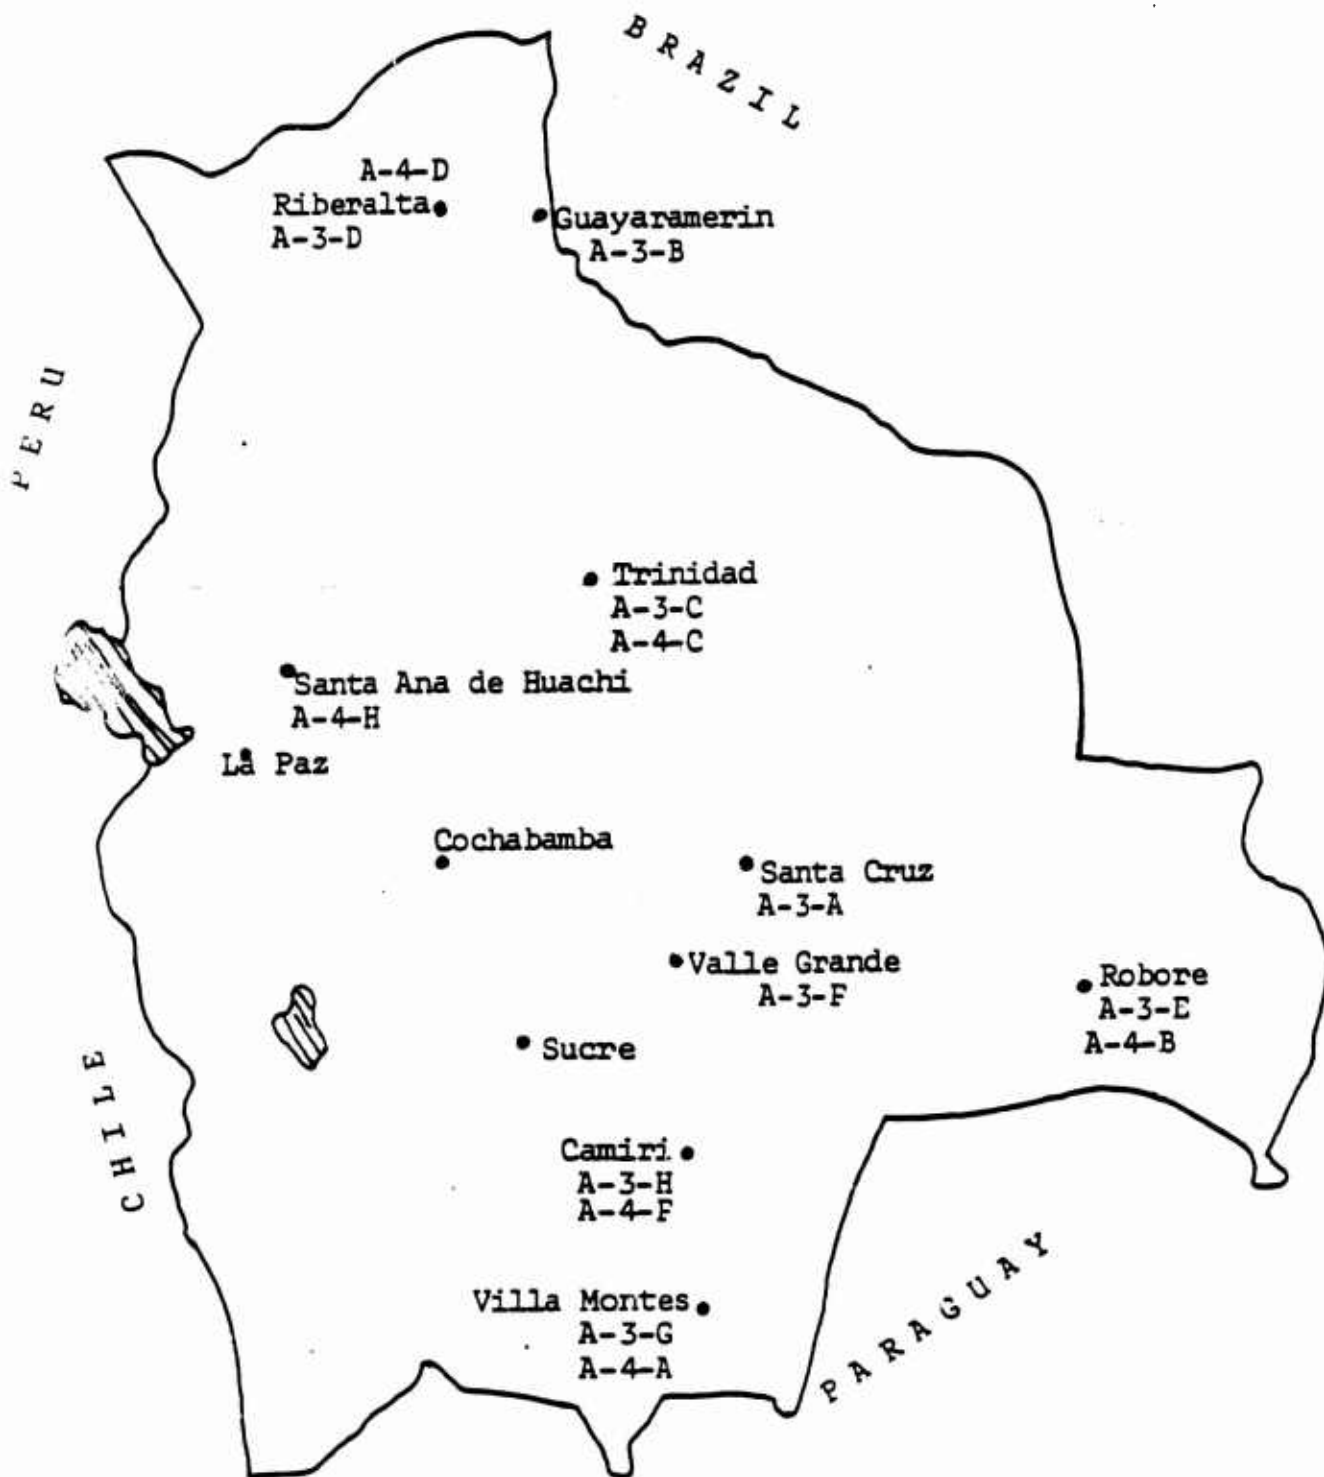 BRAZIL
A-4-D
Riberalta
A-3-D
Guayaramerin
A-3-B
PERU
Trinidad
A-3-C
A-4-C
Santa Ana de Huachi
A-4-H
La Paz
Cochabamba
Santa Cruz
A-3-A
Valle Grande
A-3-F
Robore
A-3-E
A-4-B
Sucre
CHILE
Camiri
A-3-H
A-4-F
Villa Montes
A-3-G
A-4-A
PARAGUAY